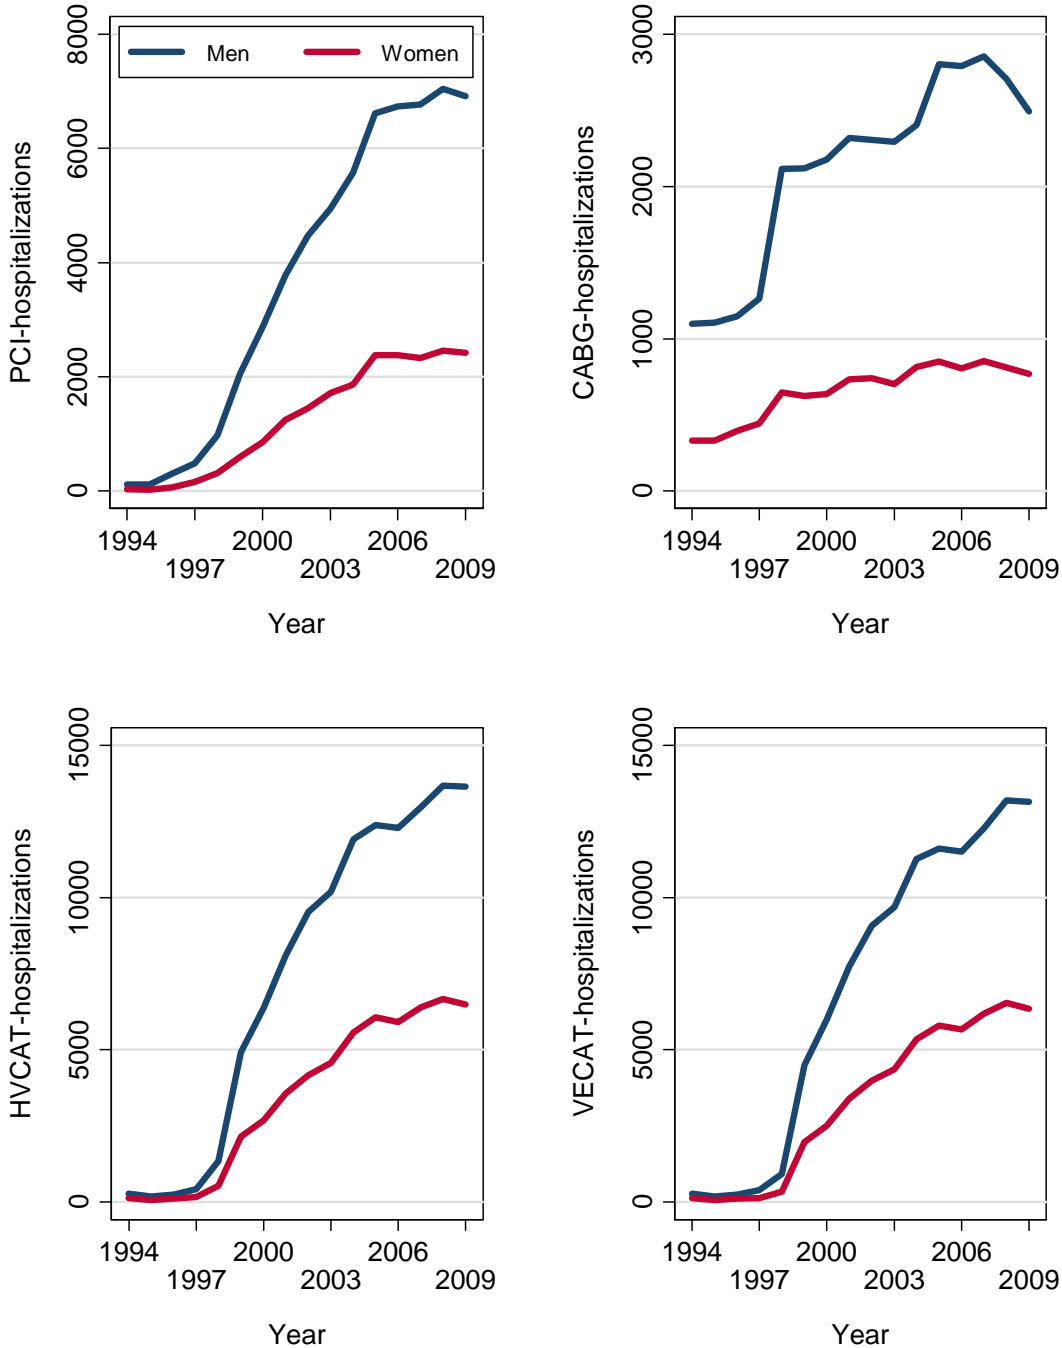 Men Women
PCI-hospitalizations
0 2000 4000 6000 8000
1994 2000 2006
1997 2003 2009
Year
CABG-hospitalizations
0 1000 2000 3000
1994 2000 2006
1997 2003 2009
Year
HVCAT-hospitalizations
0 5000 10000 15000
1994 2000 2006
1997 2003 2009
Year
VECAT-hospitalizations
0 5000 10000 15000
1994 2000 2006
1997 2003 2009
Year